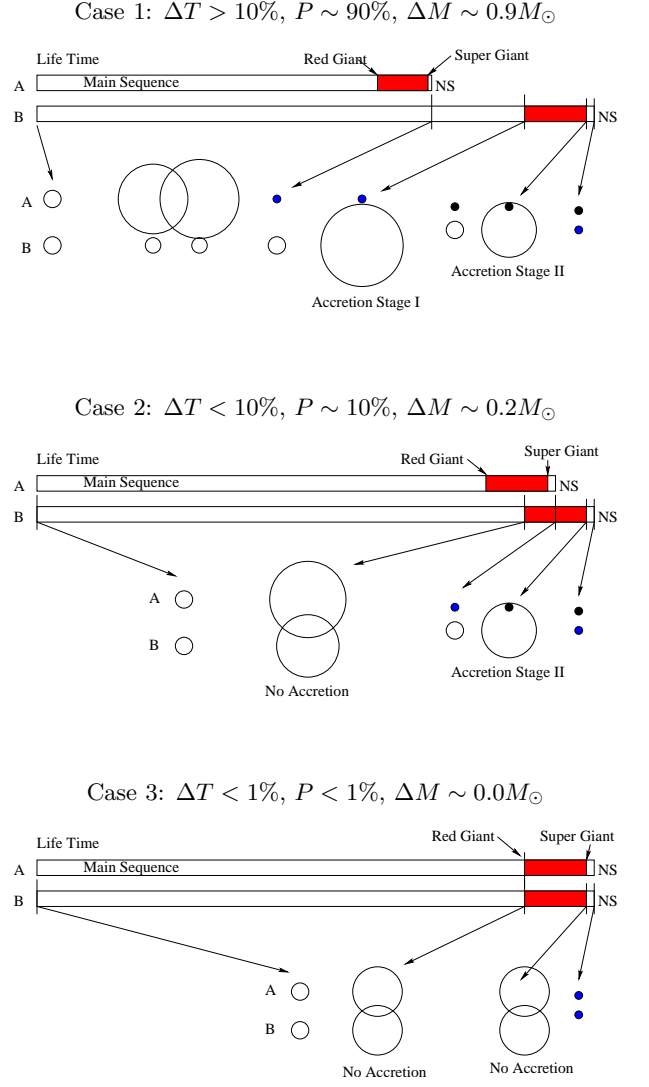 Case 1: ΔT > 10%, P ∼ 90%, ΔM ∼ 0.9M⊙
Life Time
Red Giant
Super Giant
A
Main Sequence
NS
B
NS
A
B
Accretion Stage I
Accretion Stage II
Case 2: ΔT < 10%, P ∼ 10%, ΔM ∼ 0.2M⊙
Life Time
Red Giant
Super Giant
A
Main Sequence
NS
B
NS
A
B
No Accretion
Accretion Stage II
Case 3: ΔT < 1%, P < 1%, ΔM ∼ 0.0M⊙
Life Time
Red Giant
Super Giant
A
Main Sequence
NS
B
NS
A
B
No Accretion
No Accretion